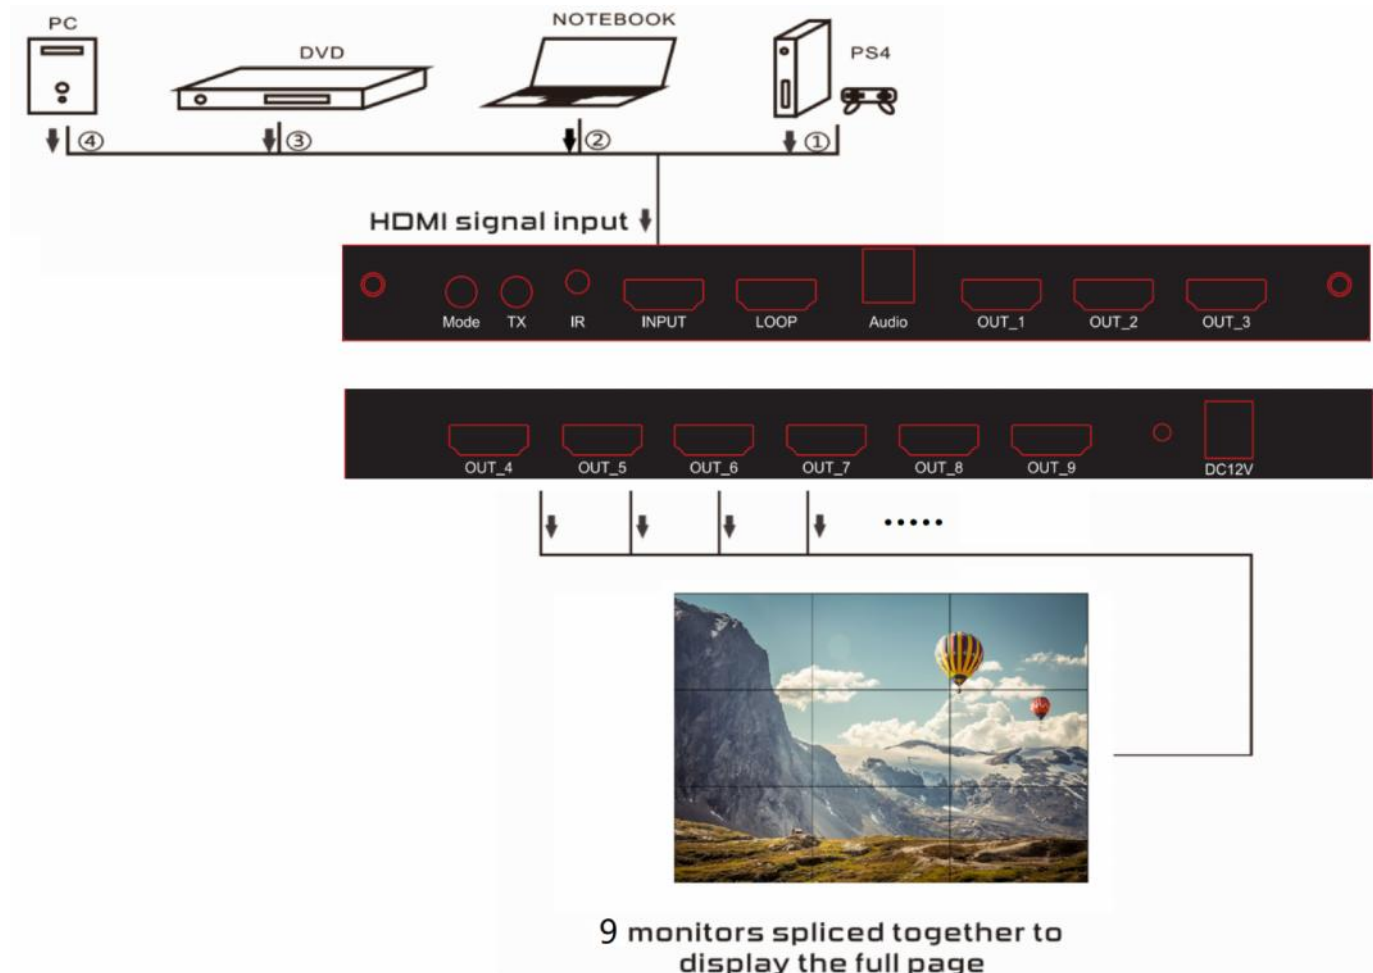 PC
DVD
NOTEBOOK
PS4
④
③
②
①
HDMI signal input
Mode TX IR INPUT LOOP Audio OUT_1 OUT_2 OUT_3
OUT_4 OUT_5 OUT_6 OUT_7 OUT_8 OUT_9 DC12V
9 monitors spliced together to
display the full page